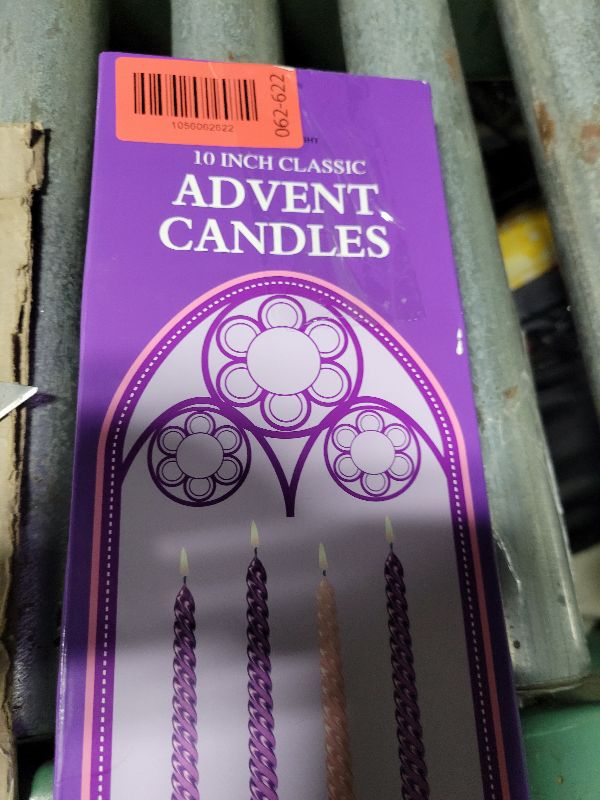 1056062622
062-622
10 INCH CLASSIC
ADVENT
CANDLES